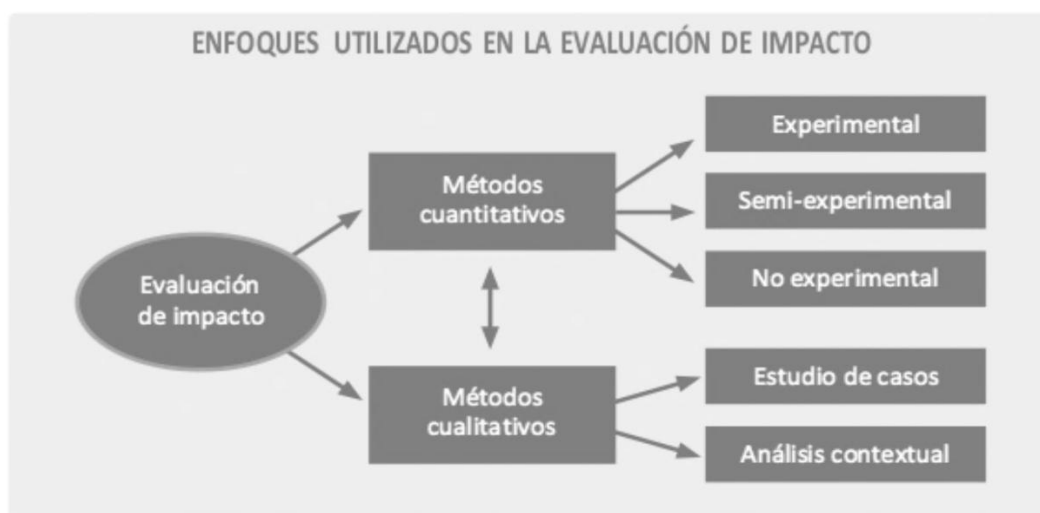 ENFOQUES UTILIZADOS EN LA EVALUACIÓN DE IMPACTO
Evaluación
de impacto
Métodos
cuantitativos
Experimental
Semi-experimental
No experimental
Métodos
cualitativos
Estudio de casos
Análisis contextual